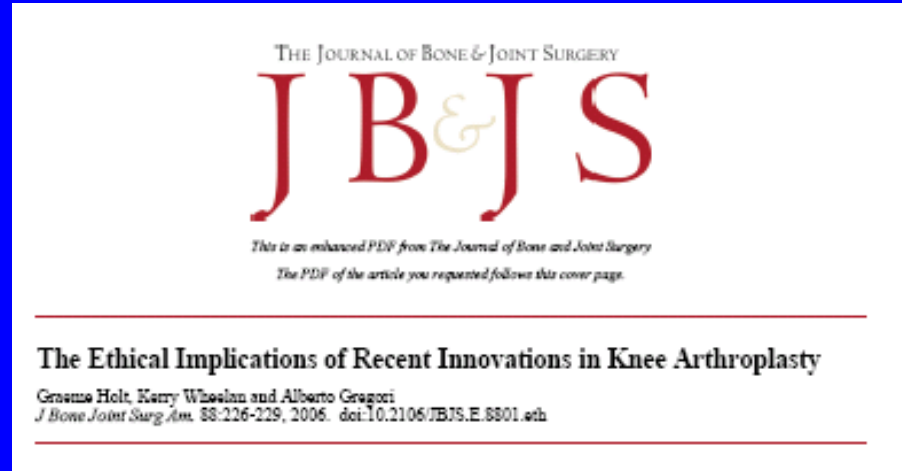 THE JOURNAL OF BONE & JOINT SURGERY
J B & J S
This is an enhanced PDF from The Journal of Bone and Joint Surgery
The PDF of the article you requested follows this cover page.
The Ethical Implications of Recent Innovations in Knee Arthroplasty
Graeme Holt, Kerry Wheelan and Alberto Gregori
J Bone Joint Surg Am. 88:226-229, 2006. doi:10.2106/JBJS.E.8801.eth